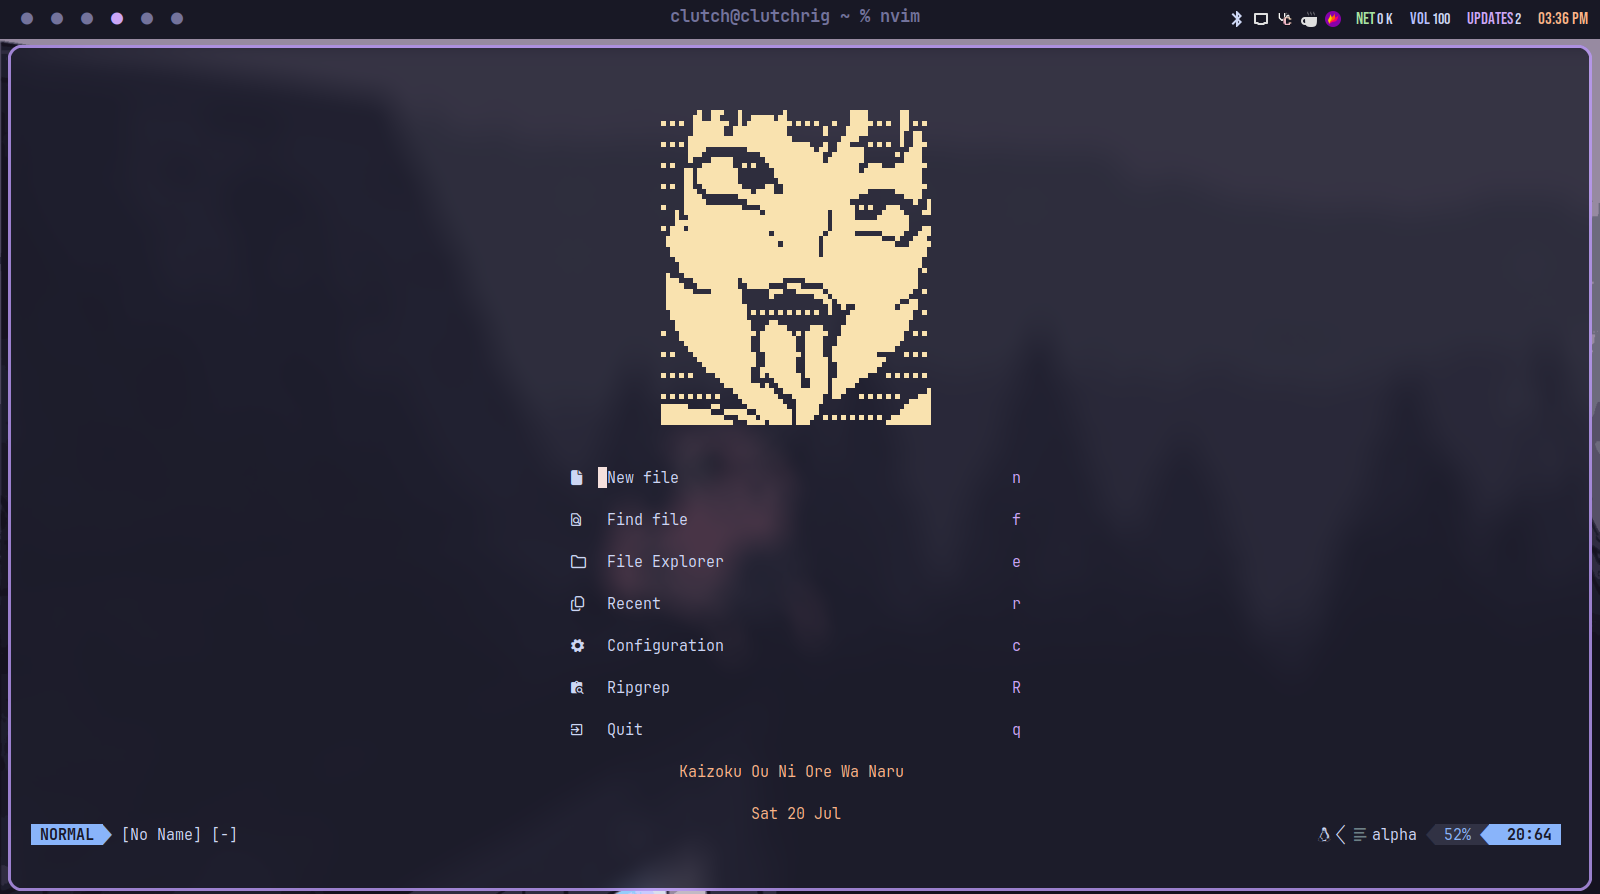 clutch@clutchrig ~ % nvim
NET 0 K VOL 100 UPDATES 2 03:36 PM
New file n
Find file f
File Explorer e
Recent r
Configuration c
Ripgrep R
Quit q
Kaizoku Ou Ni Ore Wa Naru
Sat 20 Jul
NORMAL [No Name] [-] alpha 52% 20:64